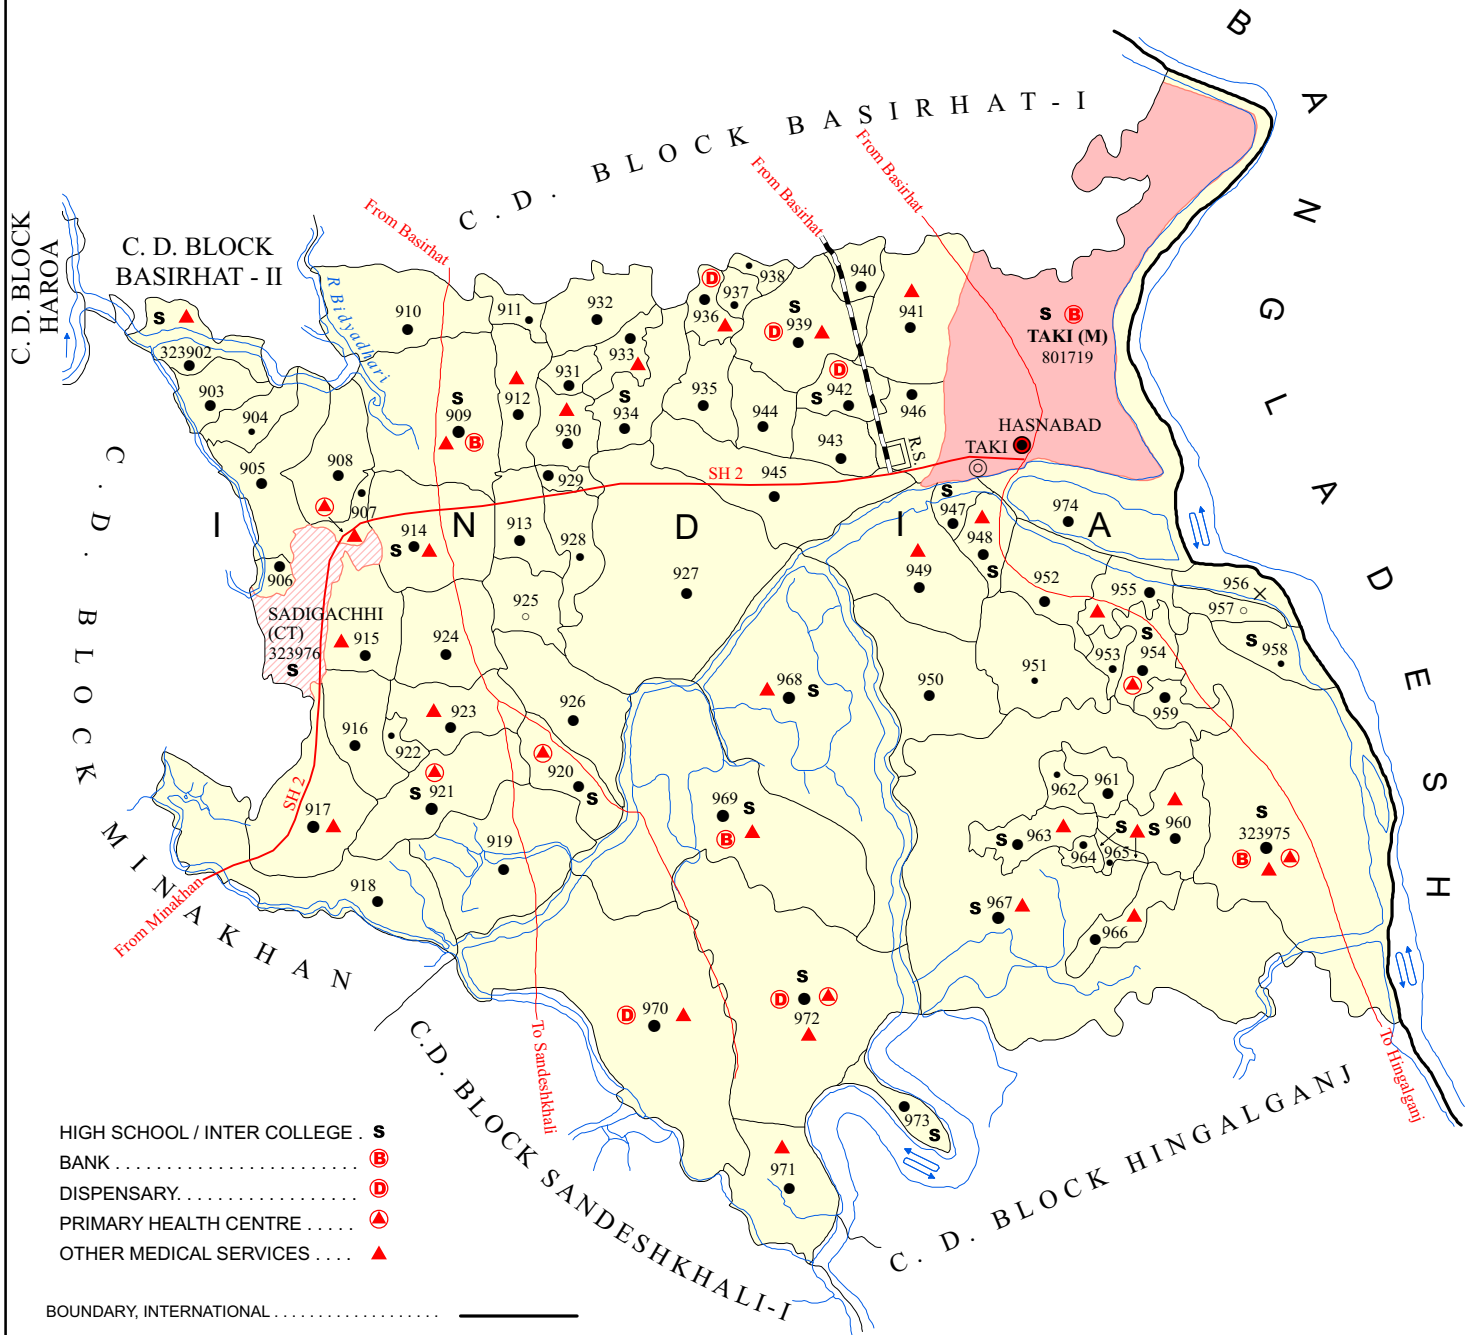 BANGLADESH
C. D. BLOCK BASIRHAT - I
C. D. BLOCK
HAROA
C. D. BLOCK
BASIRHAT - II
R Bidyadhari
From Basirhat
From Basirhat
From Basirhat
S
323902
903
904
905
906
907
908
S
909
B
910
911
912
913
S 914
915
916
917
918
919
920
S
S 921
922
923
924
925
926
927
928
929
930
931
932
933
S
934
935
D
936
937
938
S
D 939
940
941
D
S 942
943
944
945
946
R.S.
S B
TAKI (M)
801719
HASNABAD
TAKI
SH 2
I N D I A
S
947
948
S
949
950
951
952
953
S
954
955
956
957
S 958
959
S 960
961
962
S 963
964
S
965
966
S 967
968 S
969 S
B
D 970
971
S
D
972
973
S
974
S
323975
B
SADIGACHHI
(CT)
323976
S
SH 2
From Minakhan
To Sandeshkhali
To Hingalganj
C. D. BLOCK MINAKHAN
C.D. BLOCK SANDESHKHALI-I
C. D. BLOCK HINGALGANJ
HIGH SCHOOL / INTER COLLEGE . S
BANK . . . . . . . . . . . . . . . . . . . . . . . . B
DISPENSARY. . . . . . . . . . . . . . . . . . D
PRIMARY HEALTH CENTRE . . . . .
OTHER MEDICAL SERVICES . . . .
BOUNDARY, INTERNATIONAL . . . . . . . . . . . . . . . . . .